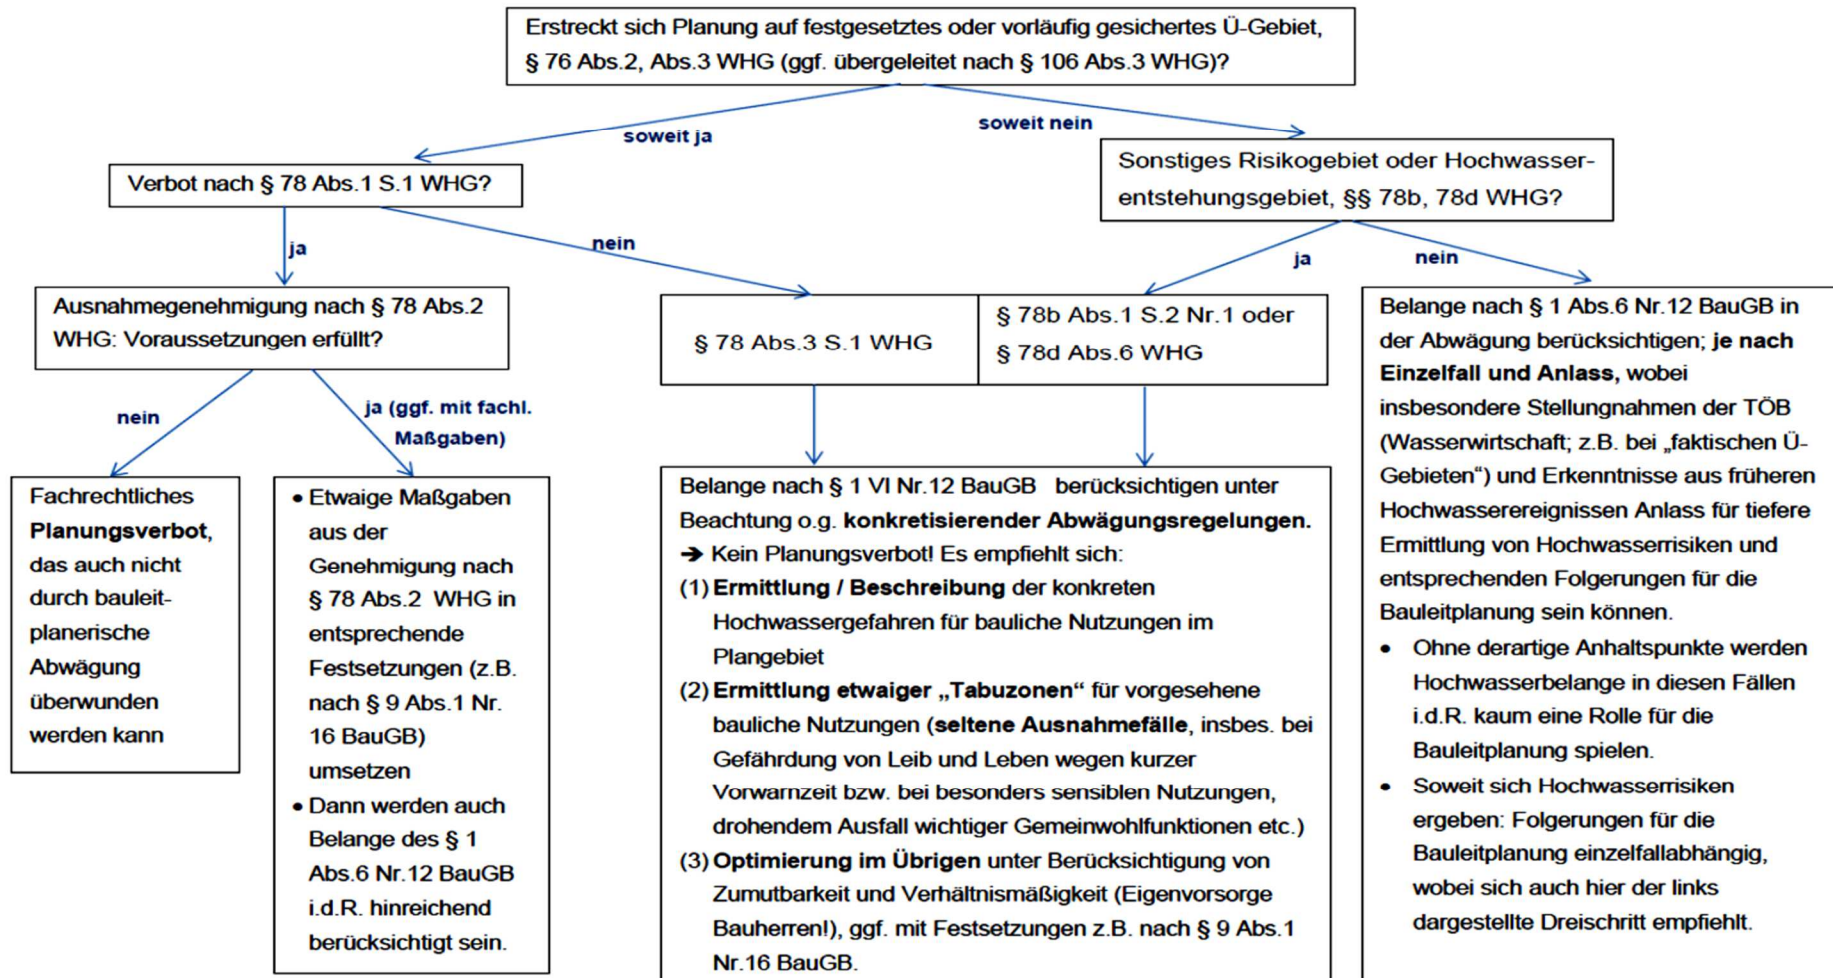 Erstreckt sich Planung auf festgesetztes oder vorläufig gesichertes Ü-Gebiet,
§ 76 Abs.2, Abs.3 WHG (ggf. übergeleitet nach § 106 Abs.3 WHG)?
soweit ja
soweit nein
Verbot nach § 78 Abs.1 S.1 WHG?
Sonstiges Risikogebiet oder Hochwasser-
entstehungsgebiet, §§ 78b, 78d WHG?
ja
nein
ja
nein
Ausnahmegenehmigung nach § 78 Abs.2
WHG: Voraussetzungen erfüllt?
§ 78 Abs.3 S.1 WHG
§ 78b Abs.1 S.2 Nr.1 oder
§ 78d Abs.6 WHG
nein
ja (ggf. mit fachl.
Maßgaben)
Fachrechtliches
Planungsverbot,
das auch nicht
durch bauleit-
planerische
Abwägung
überwunden
werden kann
• Etwaige Maßgaben
aus der
Genehmigung nach
§ 78 Abs.2 WHG in
entsprechende
Festsetzungen (z.B.
nach § 9 Abs.1 Nr.
16 BauGB)
umsetzen
• Dann werden auch
Belange des § 1
Abs.6 Nr.12 BauGB
i.d.R. hinreichend
berücksichtigt sein.
Belange nach § 1 VI Nr.12 BauGB berücksichtigen unter
Beachtung o.g. konkretisierender Abwägungsregelungen.
➔ Kein Planungsverbot! Es empfiehlt sich:
(1) Ermittlung / Beschreibung der konkreten
Hochwassergefahren für bauliche Nutzungen im
Plangebiet
(2) Ermittlung etwaiger „Tabuzonen“ für vorgesehene
bauliche Nutzungen (seltene Ausnahmefälle, insbes. bei
Gefährdung von Leib und Leben wegen kurzer
Vorwarnzeit bzw. bei besonders sensiblen Nutzungen,
drohendem Ausfall wichtiger Gemeinwohlfunktionen etc.)
(3) Optimierung im Übrigen unter Berücksichtigung von
Zumutbarkeit und Verhältnismäßigkeit (Eigenvorsorge
Bauherren!), ggf. mit Festsetzungen z.B. nach § 9 Abs.1
Nr.16 BauGB.
Belange nach § 1 Abs.6 Nr.12 BauGB in
der Abwägung berücksichtigen; je nach
Einzelfall und Anlass, wobei
insbesondere Stellungnahmen der TÖB
(Wasserwirtschaft; z.B. bei „faktischen Ü-
Gebieten“) und Erkenntnisse aus früheren
Hochwasserereignissen Anlass für tiefere
Ermittlung von Hochwasserrisiken und
entsprechenden Folgerungen für die
Bauleitplanung sein können.
• Ohne derartige Anhaltspunkte werden
Hochwasserbelange in diesen Fällen
i.d.R. kaum eine Rolle für die
Bauleitplanung spielen.
• Soweit sich Hochwasserrisiken
ergeben: Folgerungen für die
Bauleitplanung einzelfallabhängig,
wobei sich auch hier der links
dargestellte Dreischritt empfiehlt.